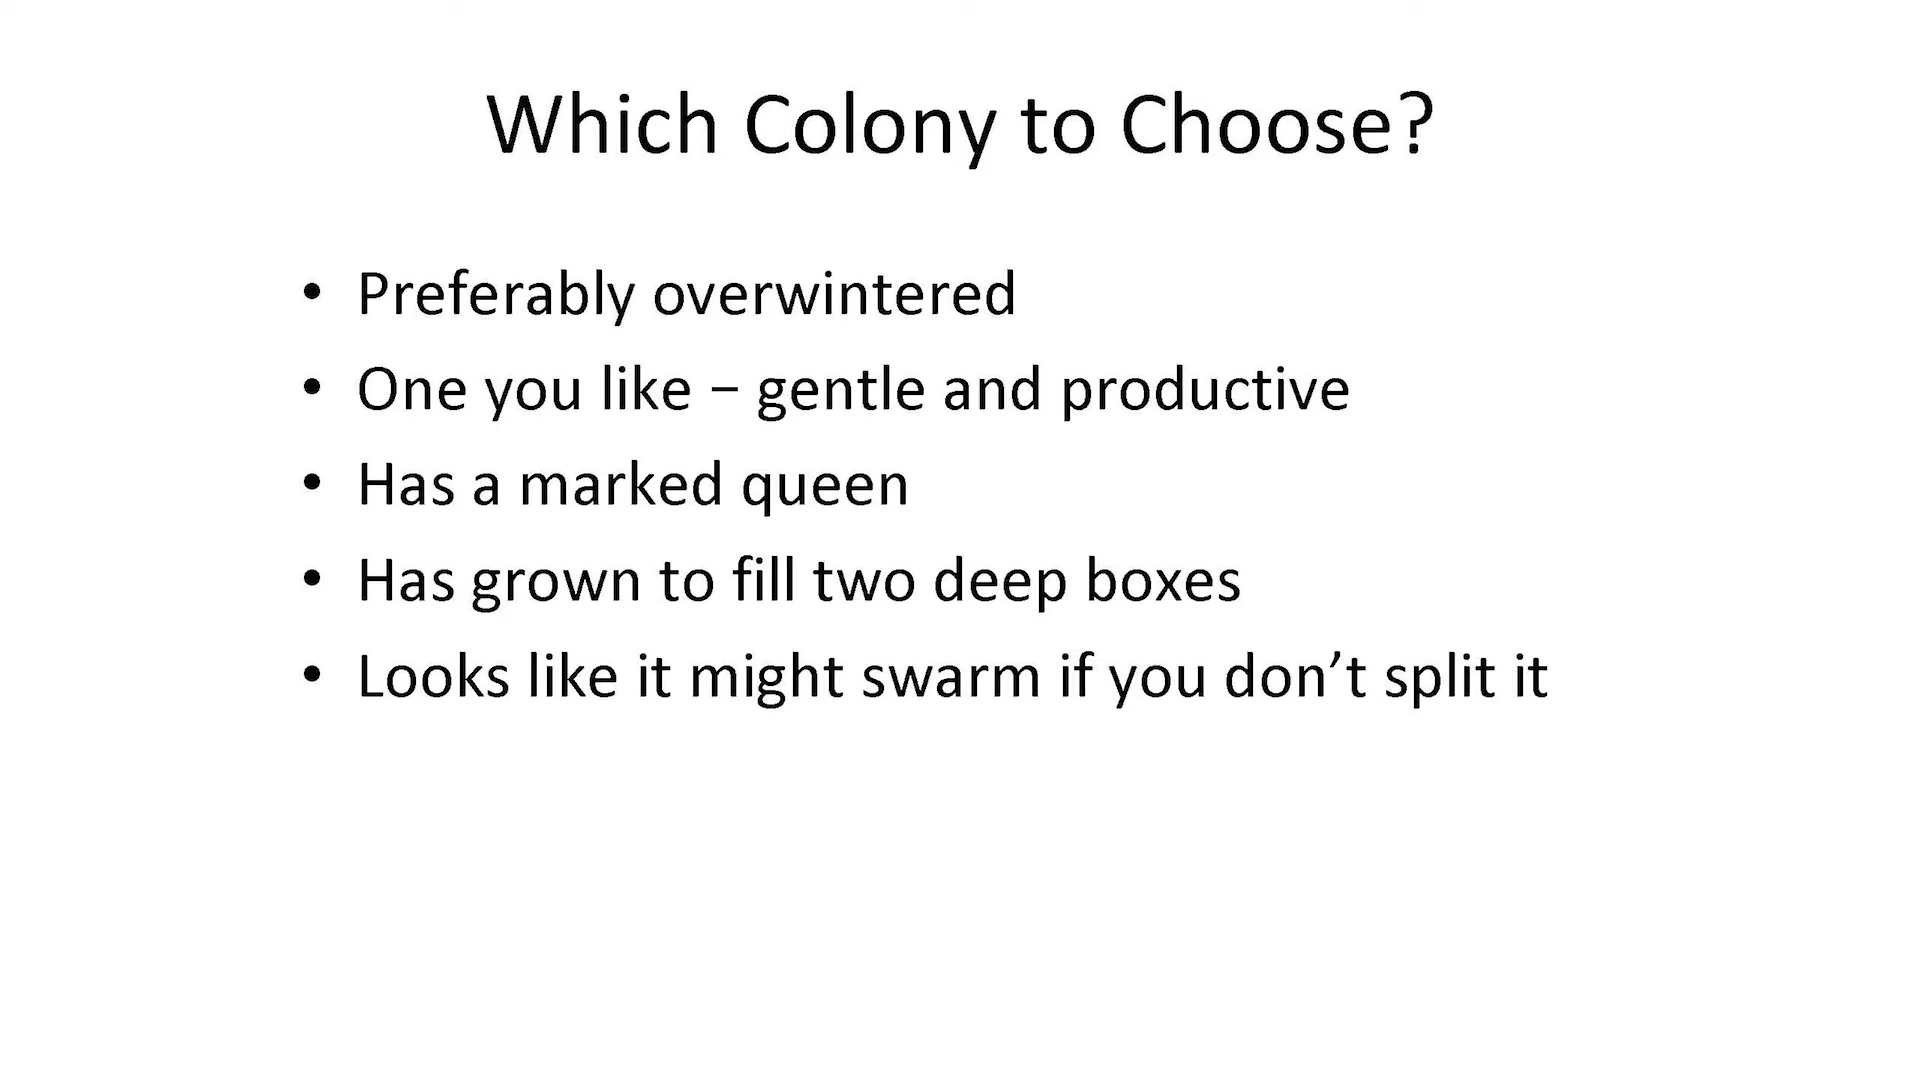 Which Colony to Choose?
• Preferably overwintered
• One you like – gentle and productive
• Has a marked queen
• Has grown to fill two deep boxes
• Looks like it might swarm if you don’t split it